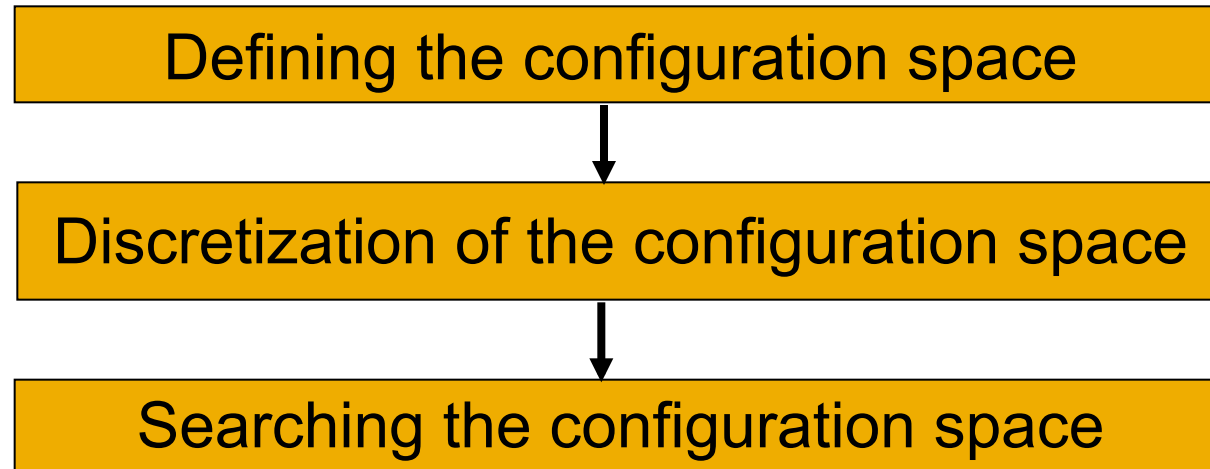 Defining the configuration space
Discretization of the configuration space
Searching the configuration space